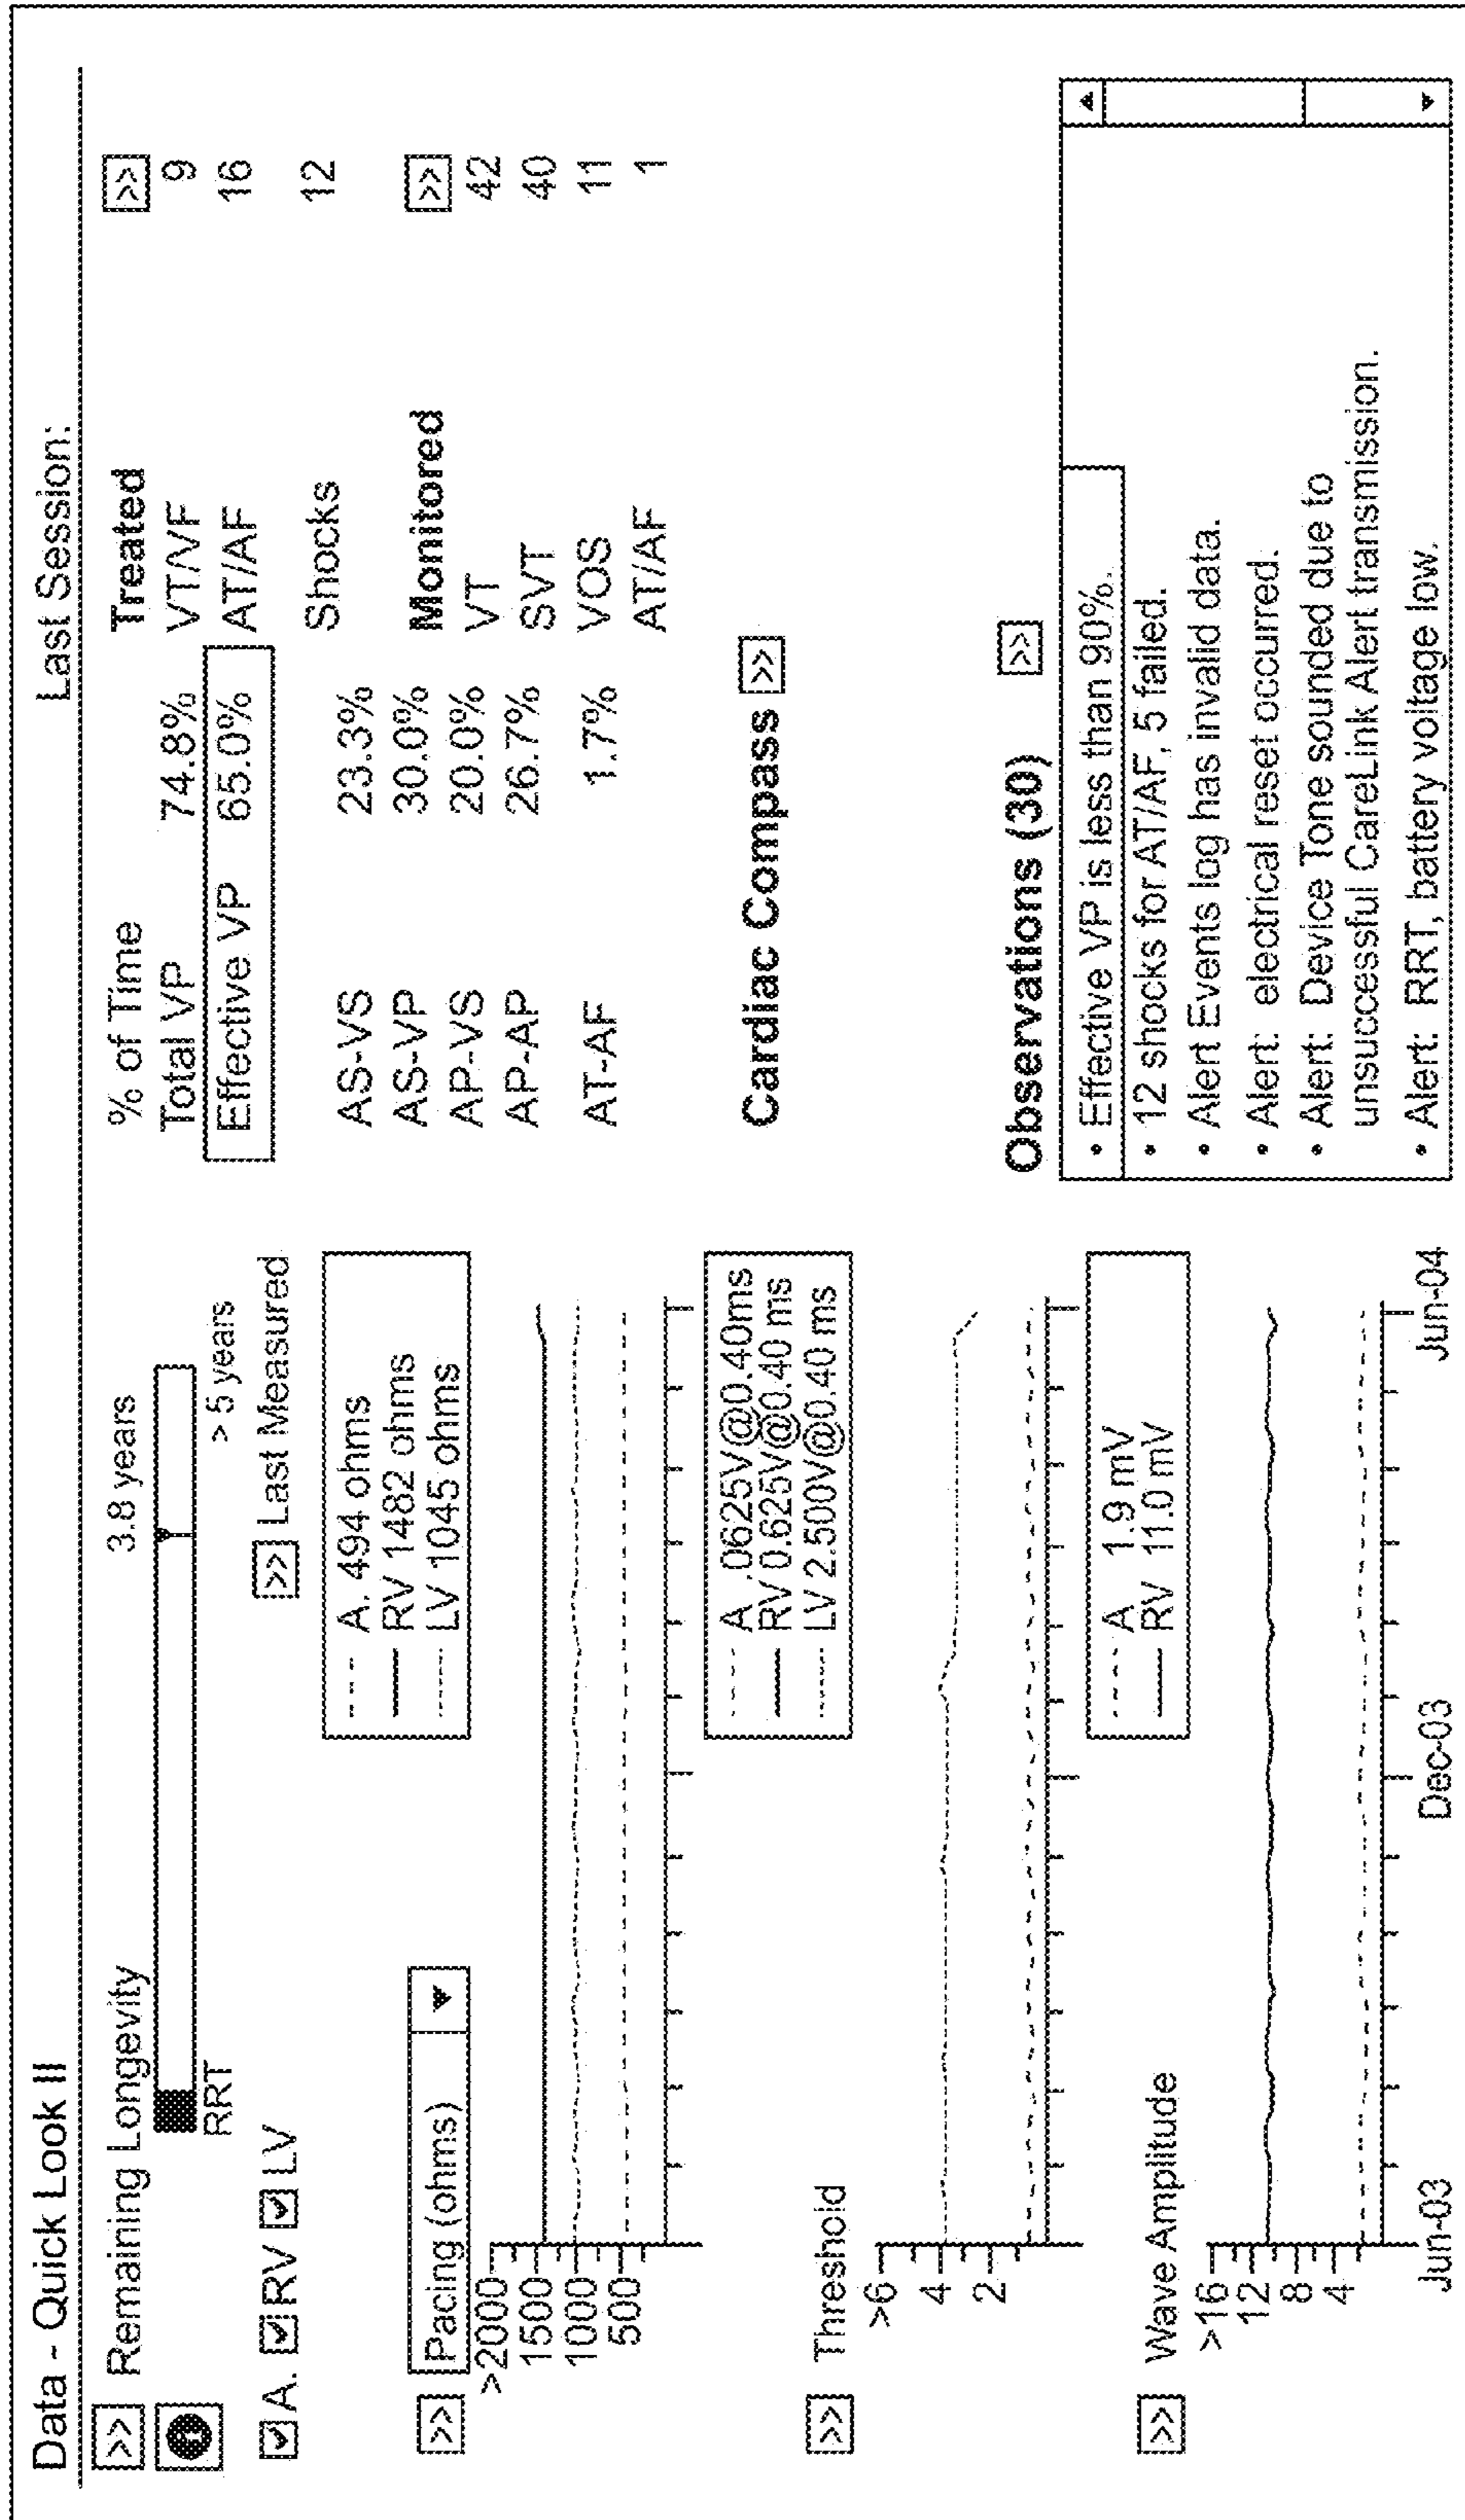 Data - Quick Look II
Last Session:
>> Remaining Longevity
3.8 years
RRT
> 5 years
A. RV LV
>> Last Measured
>> Pacing (ohms)
A. 494 ohms
RV 1482 ohms
LV 1045 ohms
>2000
1500
1000
500
>> Threshold
A .0625V@0.40ms
RV 0.625V@0.40 ms
LV 2.500V@0.40 ms
>6
4
2
>> Wave Amplitude
A 1.9 mV
RV 11.0 mV
>16
12
8
4
Jun-03
Dec-03
Jun-04
% of Time
Total VP 74.8%
Effective VP 65.0%
AS-VS 23.3%
AS-VP 30.0%
AP-VS 20.0%
AP-AP 26.7%
AT-AF 1.7%
Treated >>
VT/VF 9
AT/AF 16
Shocks 12
Monitored >>
VT 42
SVT 40
VOS 11
AT/AF 1
Cardiac Compass >>
Observations (30) >>
• Effective VP is less than 90%.
• 12 shocks for AT/AF, 5 failed.
• Alert Events log has invalid data.
• Alert: electrical reset occurred.
• Alert: Device Tone sounded due to
unsuccessful CareLink Alert transmission.
• Alert: RRT, battery voltage low.